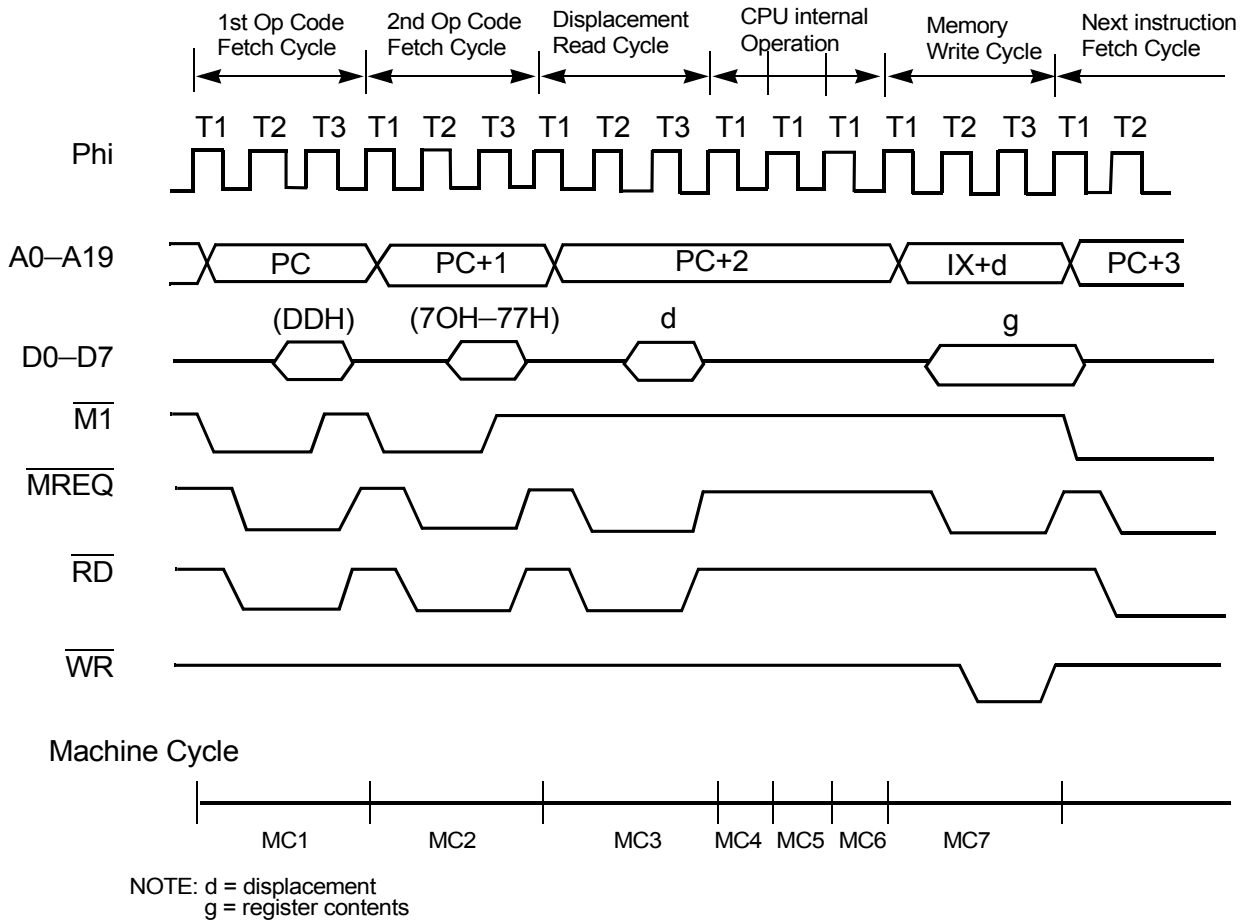 1st Op Code
Fetch Cycle
2nd Op Code
Fetch Cycle
Displacement
Read Cycle
CPU internal
Operation
Memory
Write Cycle
Next instruction
Fetch Cycle
T1 T2 T3 T1 T2 T3 T1 T2 T3 T1 T1 T1 T1 T2 T3 T1 T2
Phi
A0–A19 PC PC+1 PC+2 IX+d PC+3
(DDH) (7OH–77H) d g
D0–D7
M1
MREQ
RD
WR
Machine Cycle
MC1 MC2 MC3 MC4 MC5 MC6 MC7
NOTE: d = displacement
g = register contents